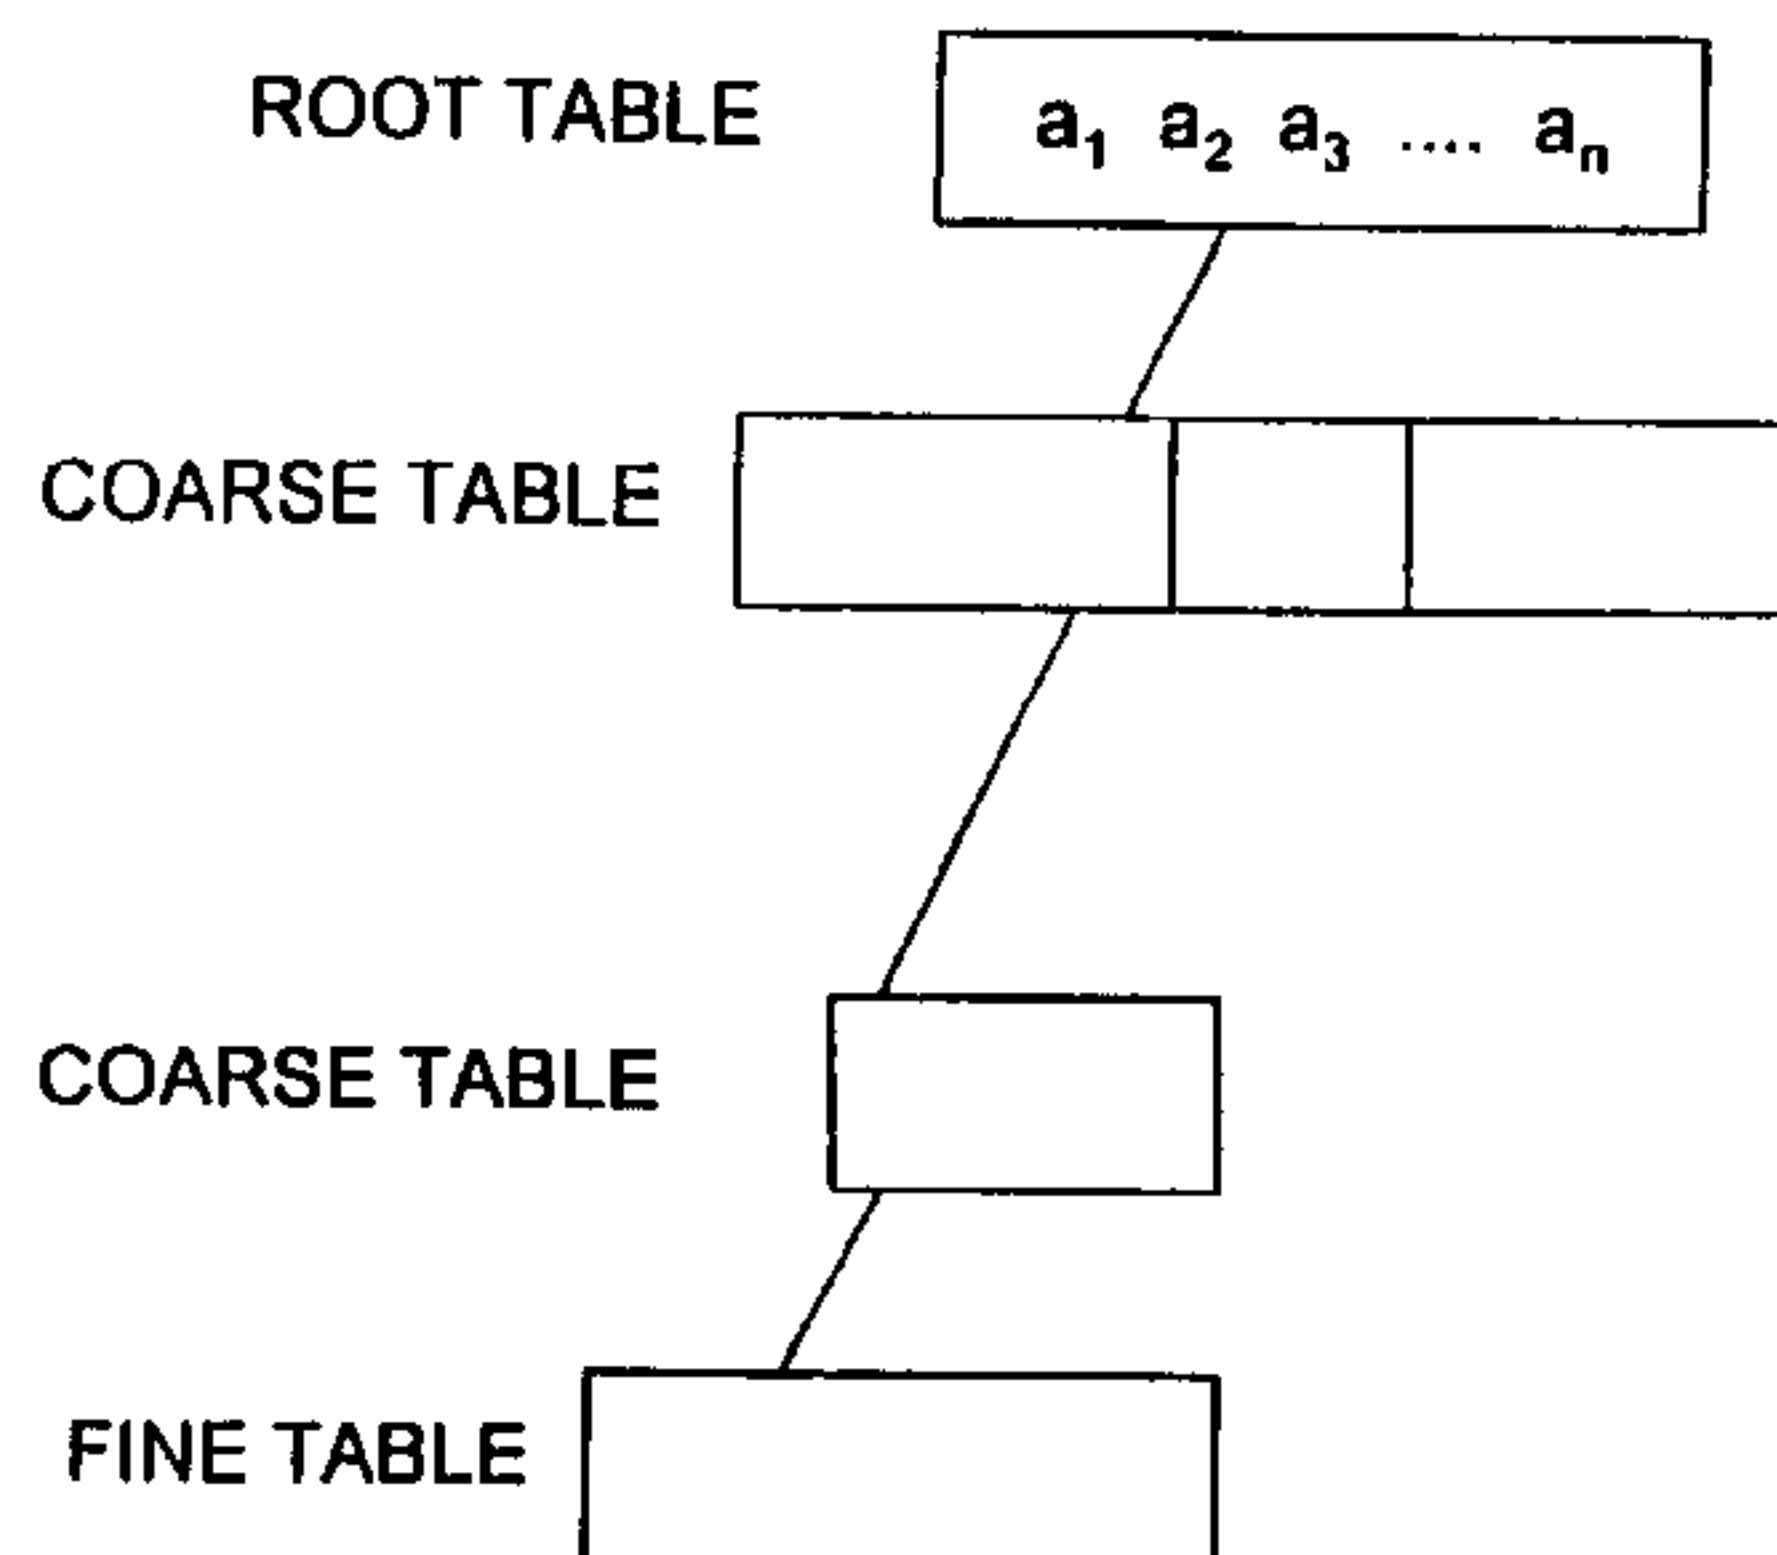 ROOT TABLE a₁ a₂ a₃ .... aₙ
COARSE TABLE
COARSE TABLE
FINE TABLE